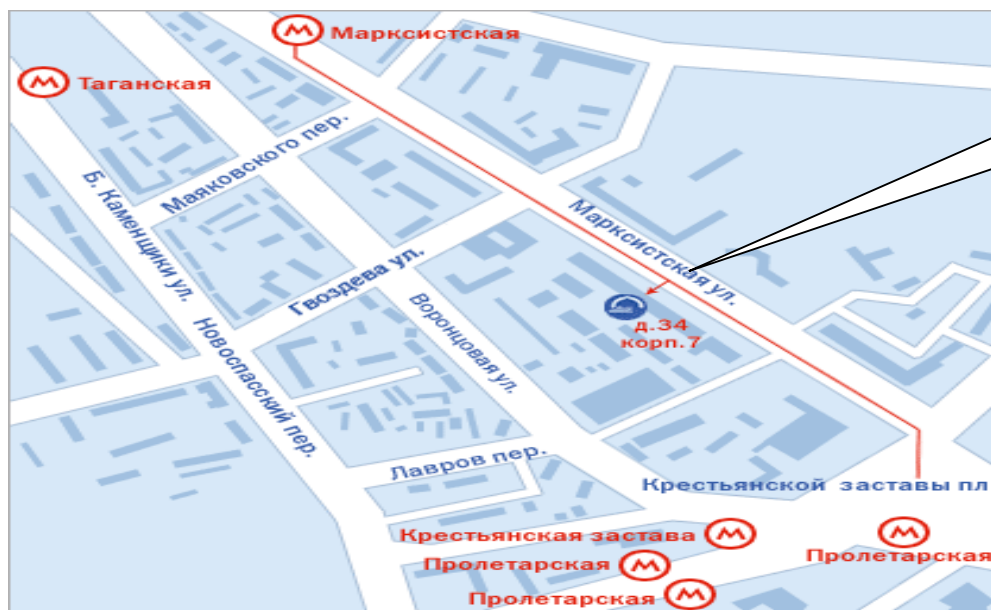 Марксистская
Таганская
Маяковского пер.
Б. Каменщики ул.
Марксистская ул.
Гвоздева ул.
Воронцовая ул.
д.34
корп.7
Новоспасский пер.
Лавров пер.
Крестьянской заставы пл
Крестьянская застава
Пролетарская
Пролетарская
Пролетарская